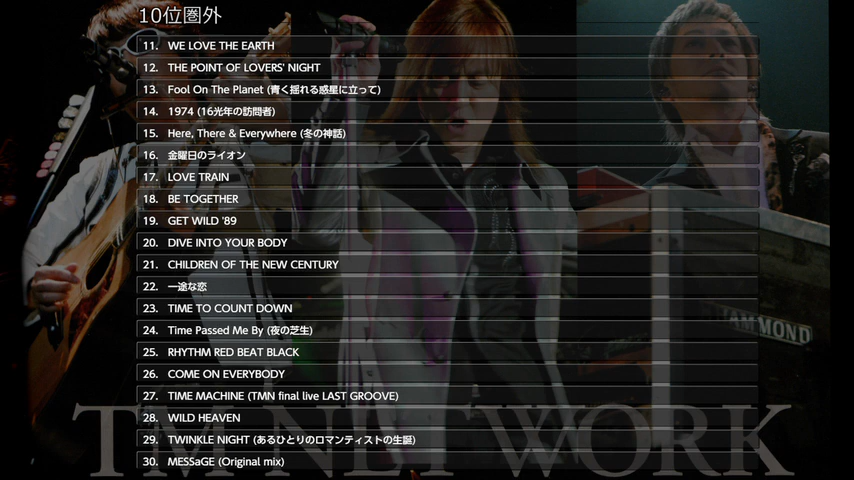 10位圏外
11. WE LOVE THE EARTH
12. THE POINT OF LOVERS' NIGHT
13. Fool On The Planet (青く揺れる惑星に立って)
14. 1974 (16光年の訪問者)
15. Here, There & Everywhere (冬の神話)
16. 金曜日のライオン
17. LOVE TRAIN
18. BE TOGETHER
19. GET WILD '89
20. DIVE INTO YOUR BODY
21. CHILDREN OF THE NEW CENTURY
22. 一途な恋
23. TIME TO COUNT DOWN
24. Time Passed Me By (夜の芝生)
25. RHYTHM RED BEAT BLACK
26. COME ON EVERYBODY
27. TIME MACHINE (TMN final live LAST GROOVE)
28. WILD HEAVEN
29. TWINKLE NIGHT (あるひとりのロマンティストの生誕)
30. MESSaGE (Original mix)
HAMMOND
TM NETWORK